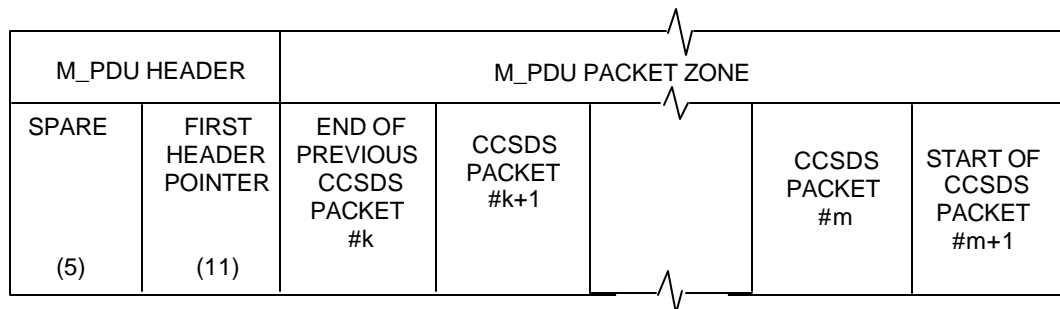 M_PDU HEADER
M_PDU PACKET ZONE
SPARE
(5)
FIRST
HEADER
POINTER
(11)
END OF
PREVIOUS
CCSDS
PACKET
#k
CCSDS
PACKET
#k+1
CCSDS
PACKET
#m
START OF
CCSDS
PACKET
#m+1